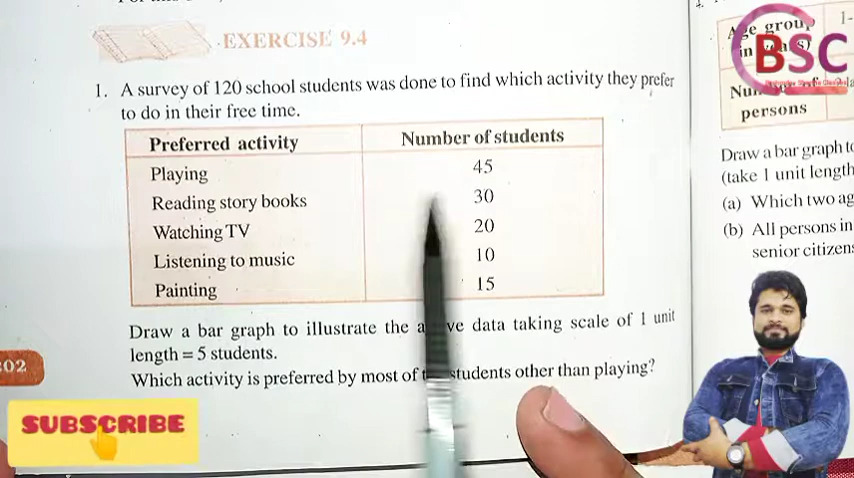 EXERCISE 9.4
1. A survey of 120 school students was done to find which activity they prefer
to do in their free time.
Preferred activity Number of students
Playing 45
Reading story books 30
Watching TV 20
Listening to music 10
Painting 15
Draw a bar graph to illustrate the data taking scale of 1 unit
length = 5 students.
Which activity is preferred by most of students other than playing?
SUBSCRIBE
BSC
Age group
persons
Draw a bar graph
(take 1 unit length
(a) Which two
(b) All persons in
senior